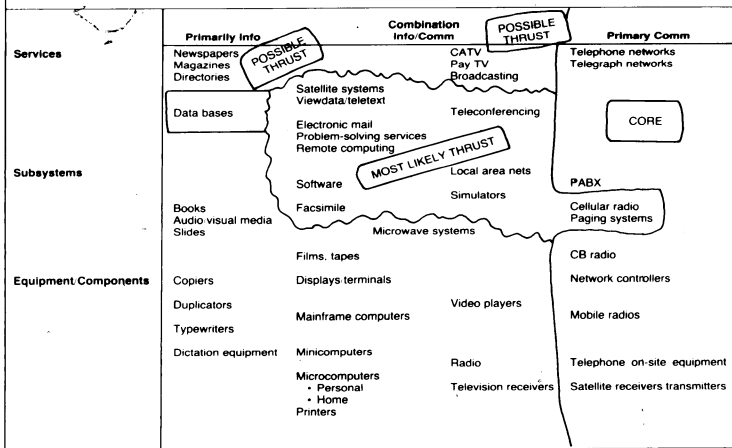 Primarily Info
Combination
Info/Comm
POSSIBLE
THRUST
Primary Comm
Services
Newspapers
Magazines
Directories
POSSIBLE
THRUST
CATV
Pay TV
Broadcasting
Telephone networks
Telegraph networks
Data bases
Satellite systems
Viewdata/teletext
Teleconferencing
Electronic mail
Problem-solving services
Remote computing
CORE
MOST LIKELY THRUST
Subsystems
Software
Local area nets
PABX
Simulators
Books
Audio/visual media
Slides
Facsimile
Cellular radio
Paging systems
Microwave systems
Films, tapes
CB radio
Equipment/Components
Copiers
Displays/terminals
Network controllers
Duplicators
Video players
Mainframe computers
Mobile radios
Typewriters
Dictation equipment
Minicomputers
Radio
Telephone on-site equipment
Microcomputers
• Personal
• Home
Television receivers
Satellite receivers transmitters
Printers